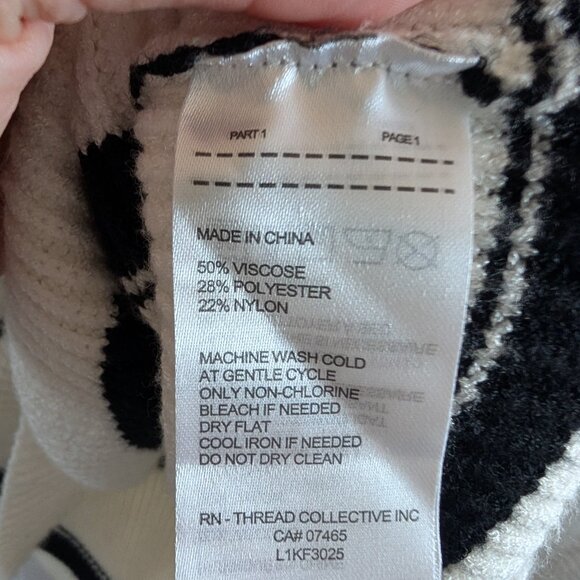 PART 1 PAGE 1
MADE IN CHINA
50% VISCOSE
28% POLYESTER
22% NYLON
MACHINE WASH COLD
AT GENTLE CYCLE
ONLY NON-CHLORINE
BLEACH IF NEEDED
DRY FLAT
COOL IRON IF NEEDED
DO NOT DRY CLEAN
RN - THREAD COLLECTIVE INC
CA# 07465
L1KF3025